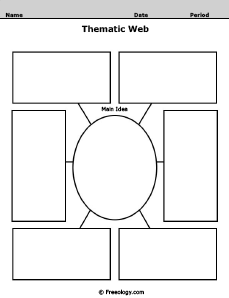 Name Date Period
Thematic Web
Main Idea
© Freeology.com